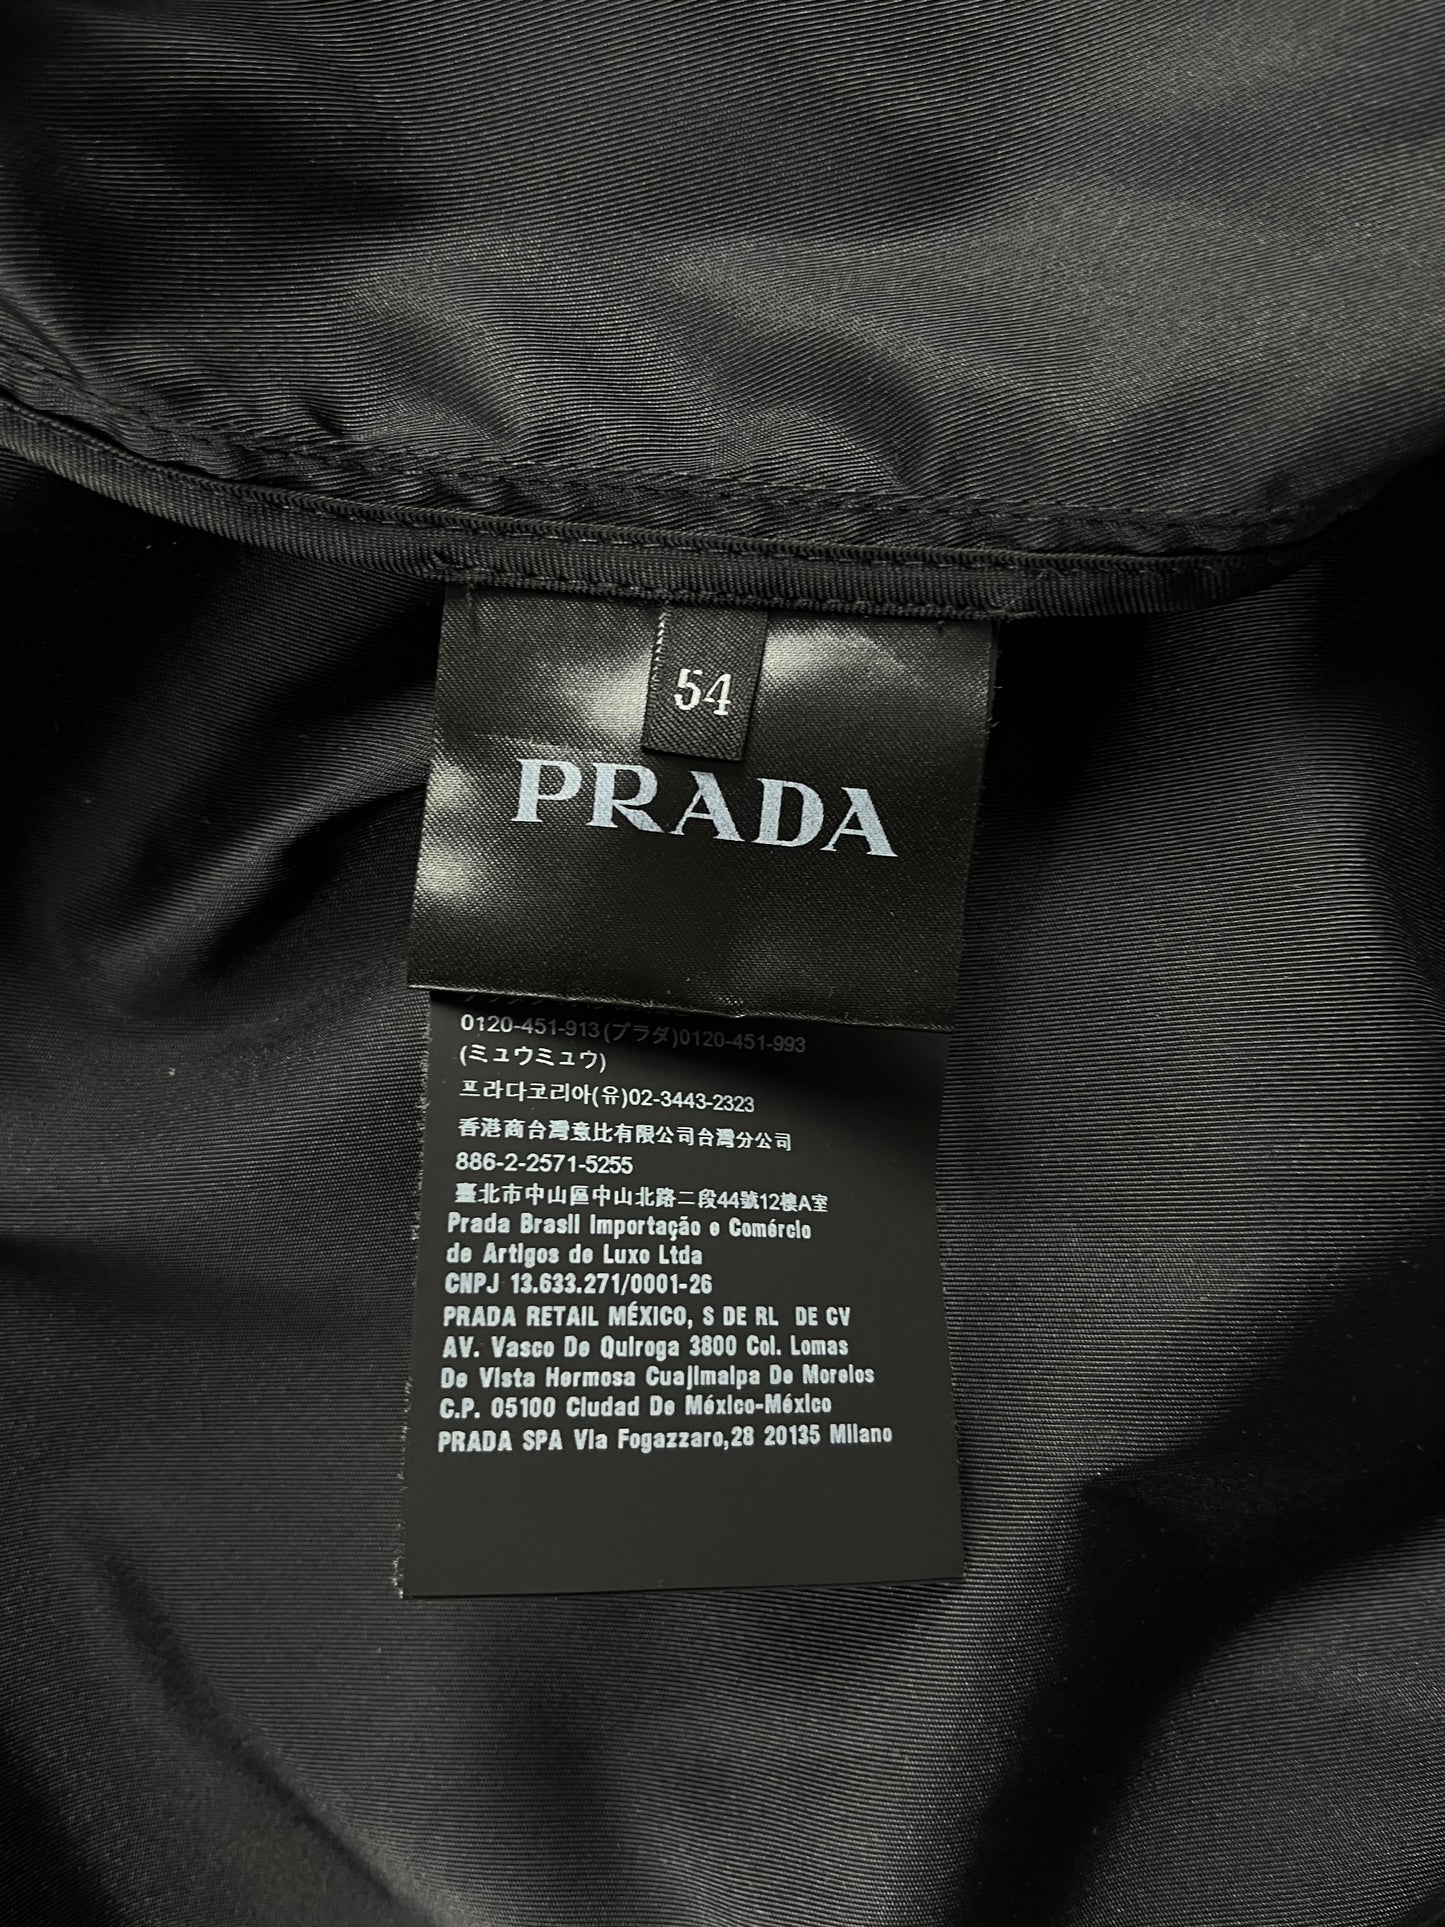 54
PRADA
0120-451-913(プラダ)0120-451-993
(ミュウミュウ)
프라다코리아(유)02-3443-2323
香港商台灣意比有限公司台灣分公司
886-2-2571-5255
臺北市中山區中山北路二段44號12樓A室
Prada Brasil Importação e Comércio
de Artigos de Luxo Ltda
CNPJ 13.633.271/0001-26
PRADA RETAIL MÉXICO, S DE RL DE CV
AV. Vasco De Quiroga 3800 Col. Lomas
De Vista Hermosa Cuajimalpa De Morelos
C.P. 05100 Ciudad De México-México
PRADA SPA Via Fogazzaro,28 20135 Milano